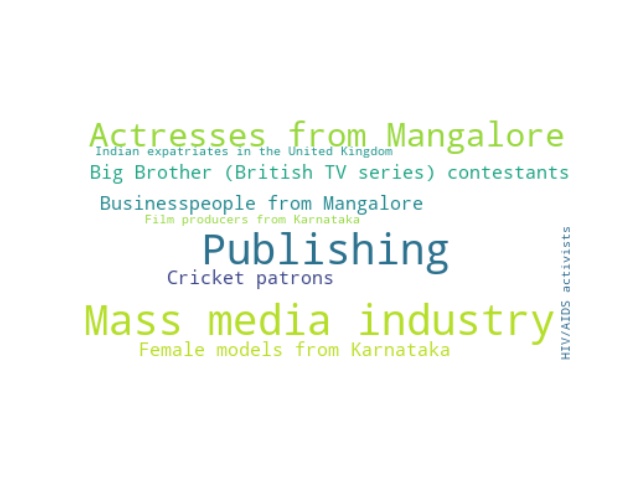 Actresses from Mangalore
Indian expatriates in the United Kingdom
Big Brother (British TV series) contestants
Businesspeople from Mangalore
Film producers from Karnataka
Publishing
Cricket patrons
HIV/AIDS activists
Mass media industry
Female models from Karnataka